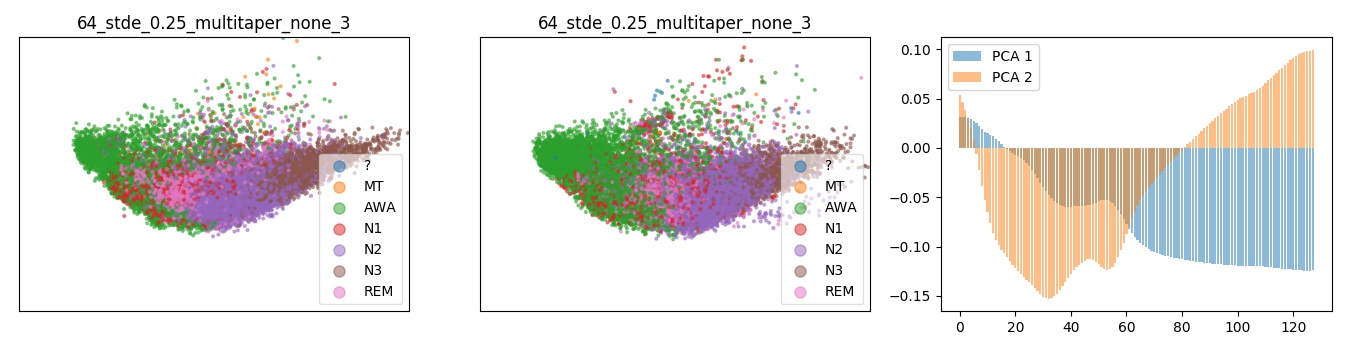 64_stde_0.25_multitaper_none_3
?
MT
AWA
N1
N2
N3
REM
64_stde_0.25_multitaper_none_3
?
MT
AWA
N1
N2
N3
REM
PCA 1
PCA 2
0.10
0.05
0.00
−0.05
−0.10
−0.15
0 20 40 60 80 100 120